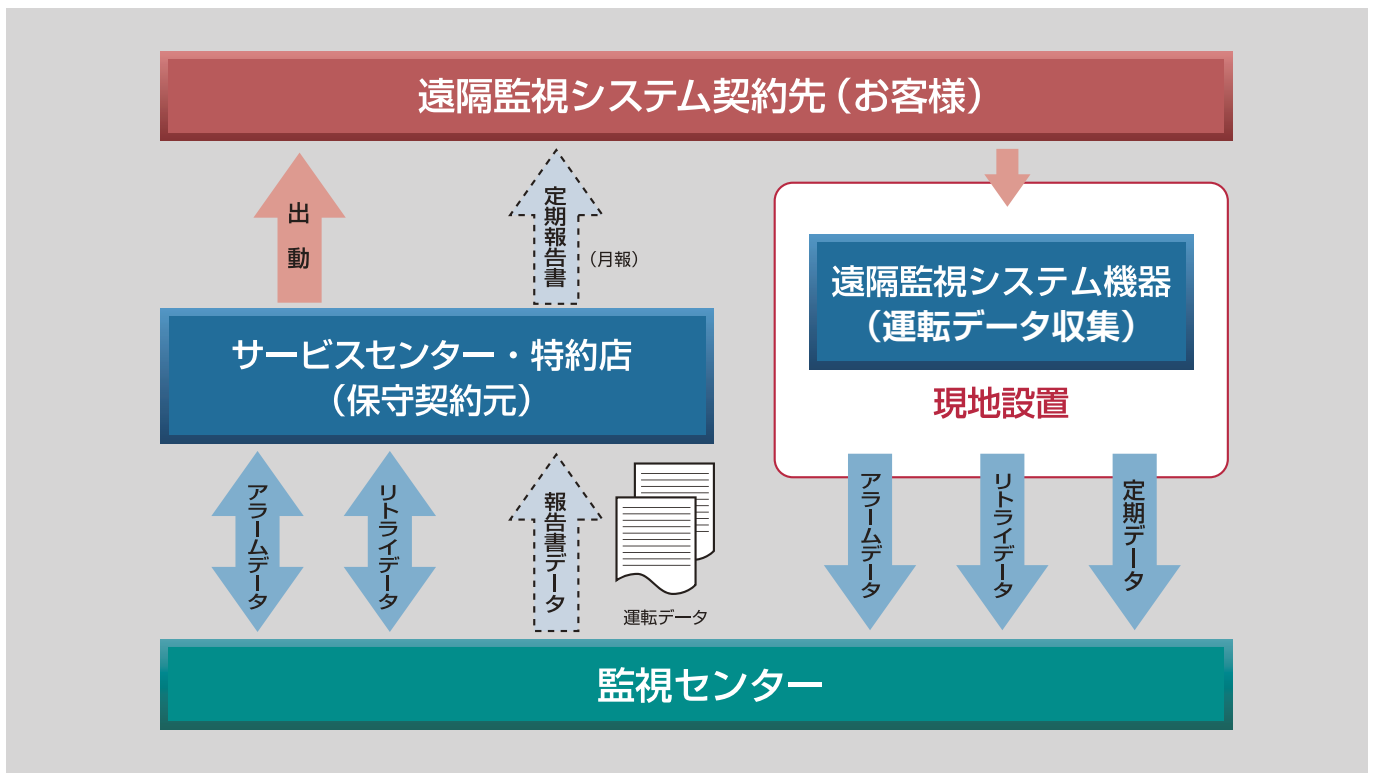 遠隔監視システム契約先（お客様）
出動
定期報告書
（月報）
遠隔監視システム機器
（運転データ収集）
現地設置
サービスセンター・特約店
（保守契約元）
アラームデータ
リトライデータ
報告書データ
運転データ
アラームデータ
リトライデータ
定期データ
監視センター